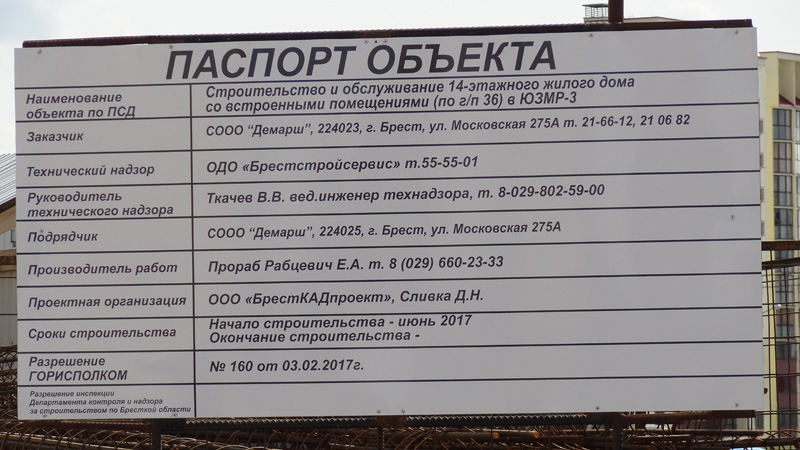 ПАСПОРТ ОБЪЕКТА
Наименование
объекта по ПСД
Строительство и обслуживание 14-этажного жилого дома
со встроенными помещениями (по г/п 36) в ЮЗМР-3
Заказчик
СООО "Демарш", 224023, г. Брест, ул. Московская 275А т. 21-66-12, 21 06 82
Технический надзор
ОДО «Брестстройсервис» т.55-55-01
Руководитель
технического надзора
Ткачев В.В. вед.инженер технадзора, т. 8-029-802-59-00
Подрядчик
СООО "Демарш", 224025, г. Брест, ул. Московская 275А
Производитель работ
Прораб Рабцевич Е.А. т. 8 (029) 660-23-33
Проектная организация
ООО «БрестКАДпроект», Сливка Д.Н.
Сроки строительства
Начало строительства - июнь 2017
Окончание строительства -
Разрешение
ГОРИСПОЛКОМ
№ 160 от 03.02.2017г.
Разрешение инспекции
Департамента контроля и надзора
за строительством по Бресткой области